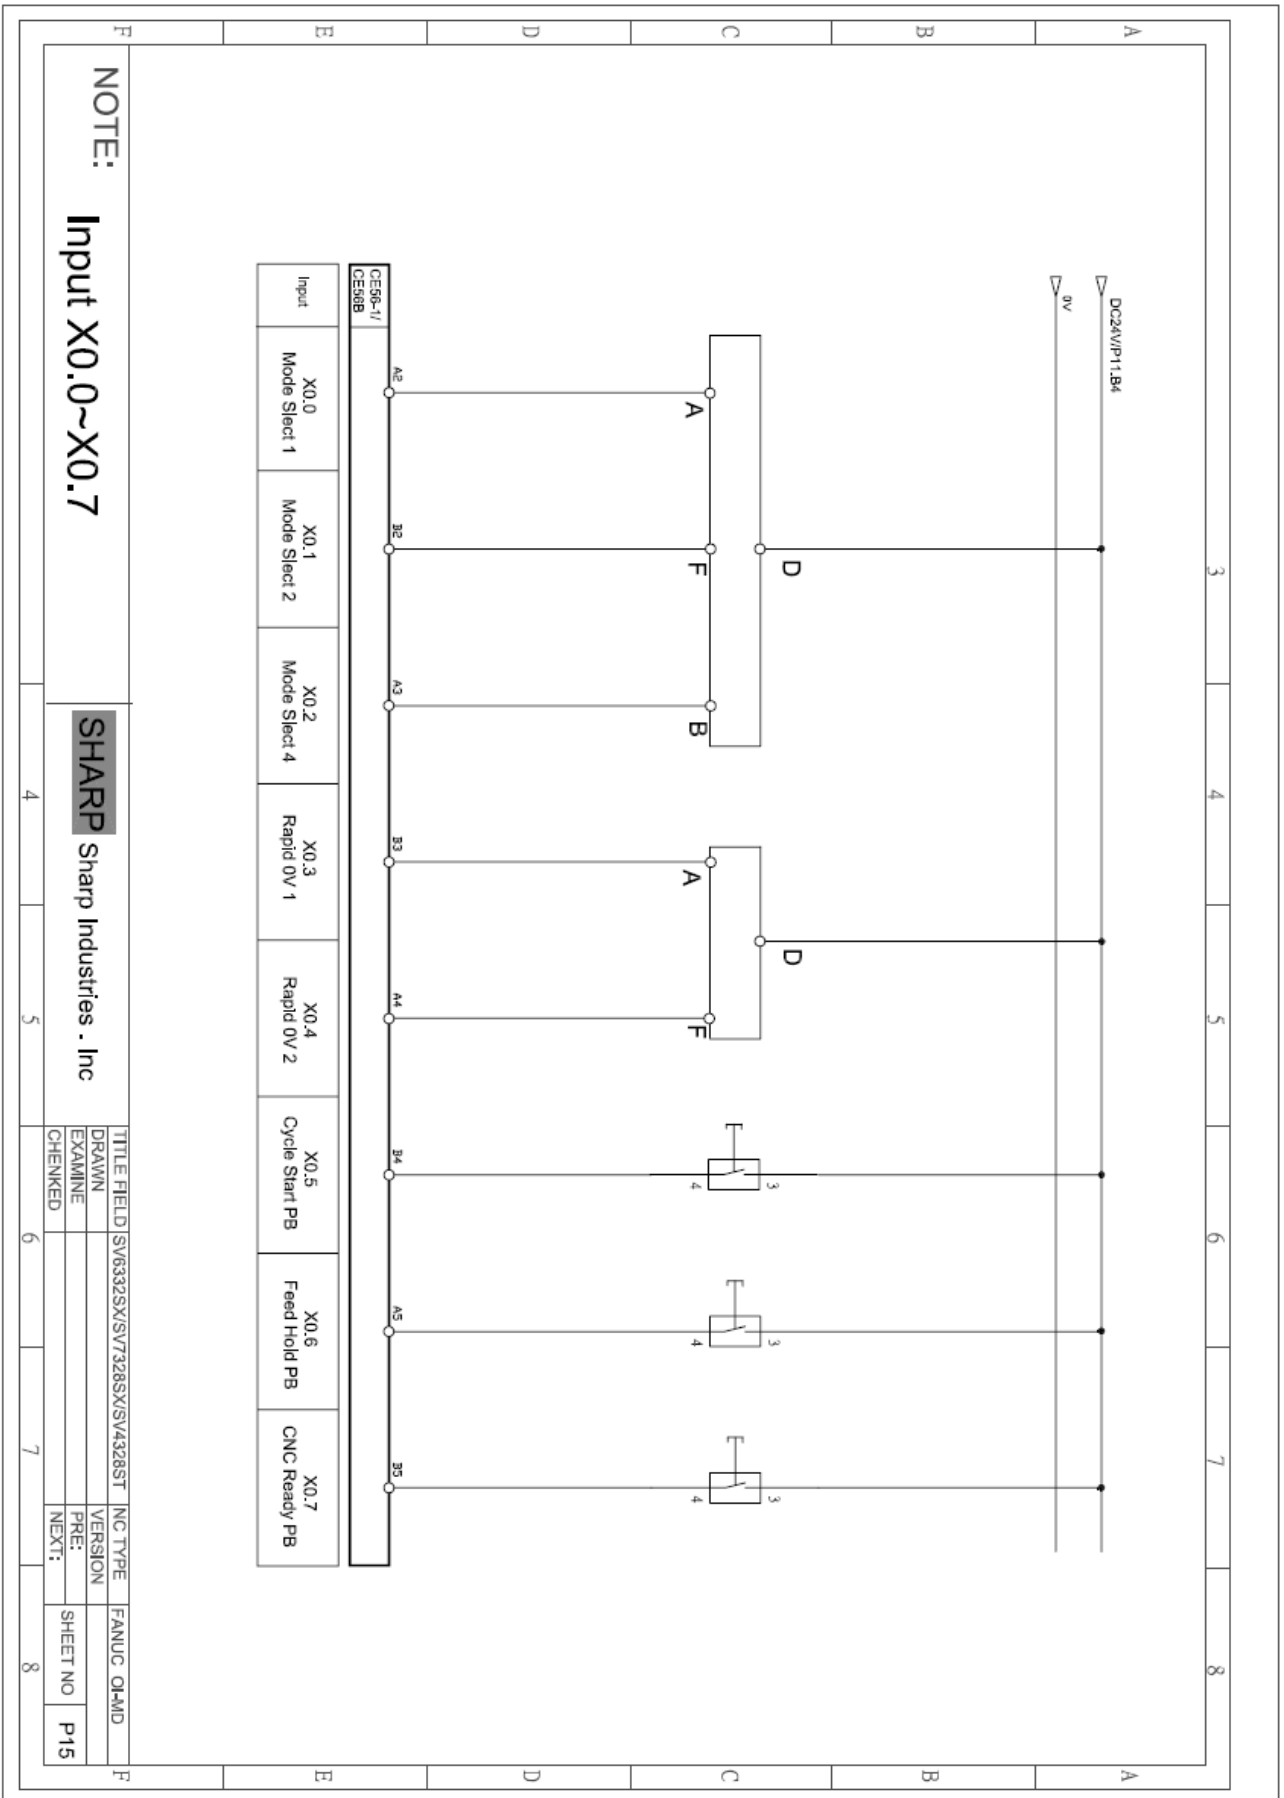 A
B
C
D
E
F
3
4
5
6
7
8
DC24V/P11.B4
0V
D
D
A
F
B
A
F
3
4
3
4
3
4
A2
B2
A3
B3
A4
B4
A5
B5
CE56-1/
CE56B
Input
X0.0
Mode Slect 1
X0.1
Mode Slect 2
X0.2
Mode Slect 4
X0.3
Rapid 0V 1
X0.4
Rapid 0V 2
X0.5
Cycle Start PB
X0.6
Feed Hold PB
X0.7
CNC Ready PB
NOTE:
Input X0.0~X0.7
SHARP Sharp Industries . Inc
TITLE FIELD SV6332SX/SV7328SX/SV4328ST NC TYPE FANUC OI-MD
DRAWN VERSION
EXAMINE PRE:
CHENKED NEXT:
SHEET NO P15
4
5
6
7
8
A
B
C
D
E
F